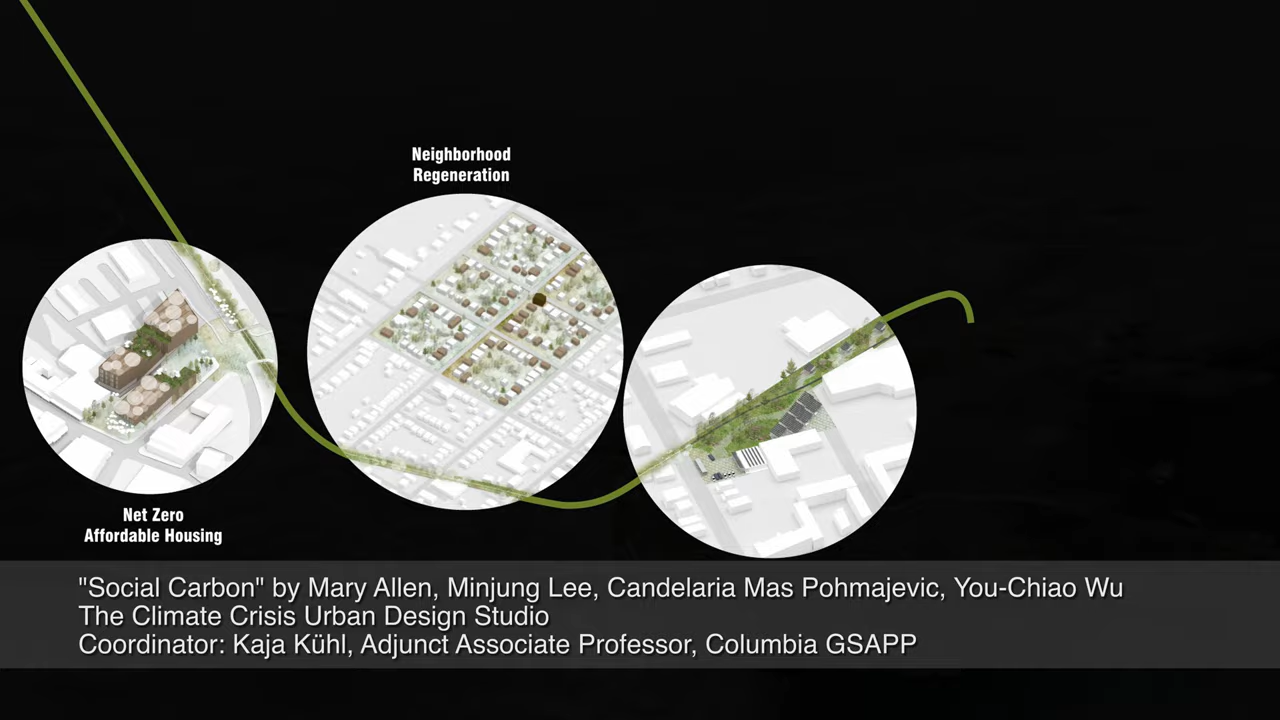 Neighborhood
Regeneration
Net Zero
Affordable Housing
"Social Carbon" by Mary Allen, Minjung Lee, Candelaria Mas Pohmajevic, You-Chiao Wu
The Climate Crisis Urban Design Studio
Coordinator: Kaja Kühl, Adjunct Associate Professor, Columbia GSAPP